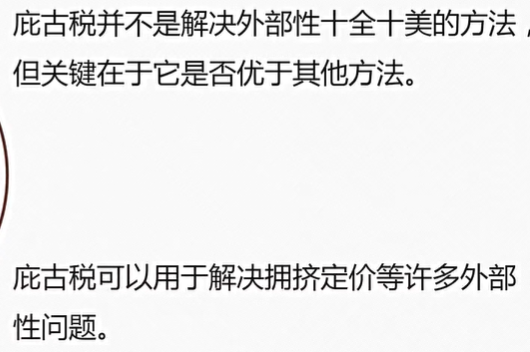 庇古税并不是解决外部性十全十美的方法，
但关键在于它是否优于其他方法。
庇古税可以用于解决拥挤定价等许多外部
性问题。